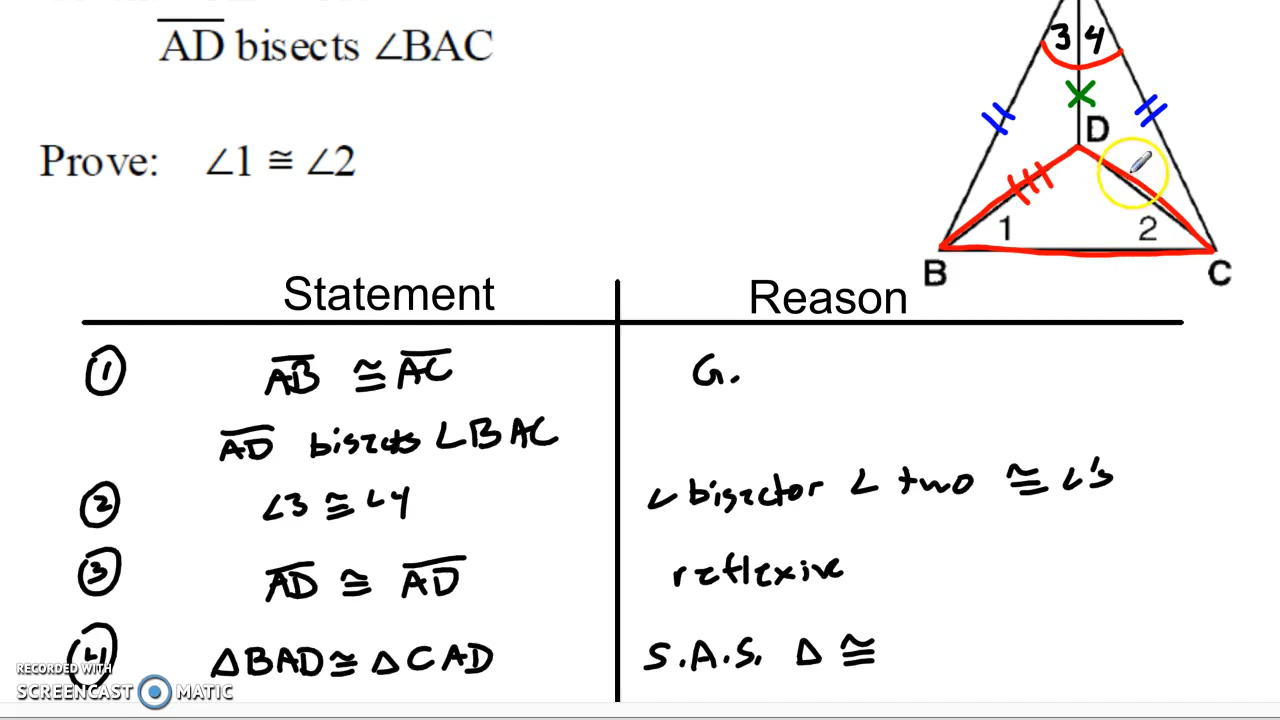 AD bisects ∠BAC
3 4
D
Prove: ∠1 ≅ ∠2
1 2
B C
Statement Reason
① AB ≅ AC G.
AD bisects ∠BAC
② ∠3 ≅ ∠4 ∠ bisector ∠ two ≅ ∠'s
③ AD ≅ AD reflexive
④ △BAD ≅ △CAD S.A.S. △ ≅
RECORDED WITH
SCREENCAST MATIC